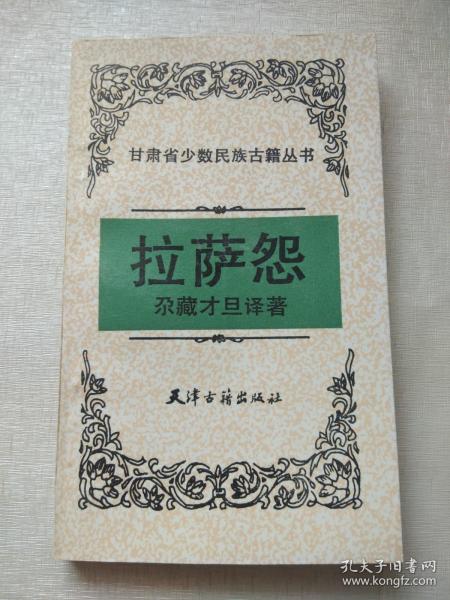 甘肃省少数民族古籍丛书
拉萨怨
尕藏才旦译著
天津古籍出版社
孔夫子旧书网
www.kongfz.com